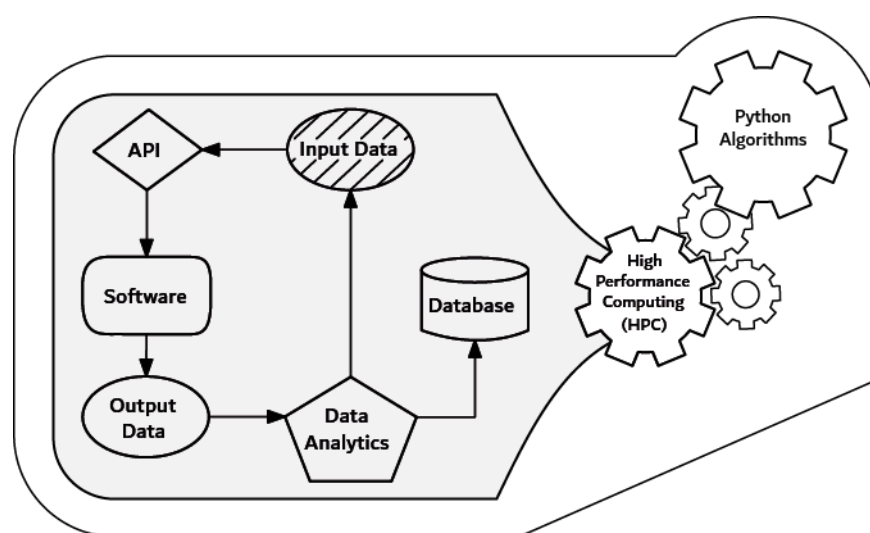 Python
Algorithms
API
Input Data
High
Performance
Computing
(HPC)
Software
Database
Output
Data
Data
Analytics